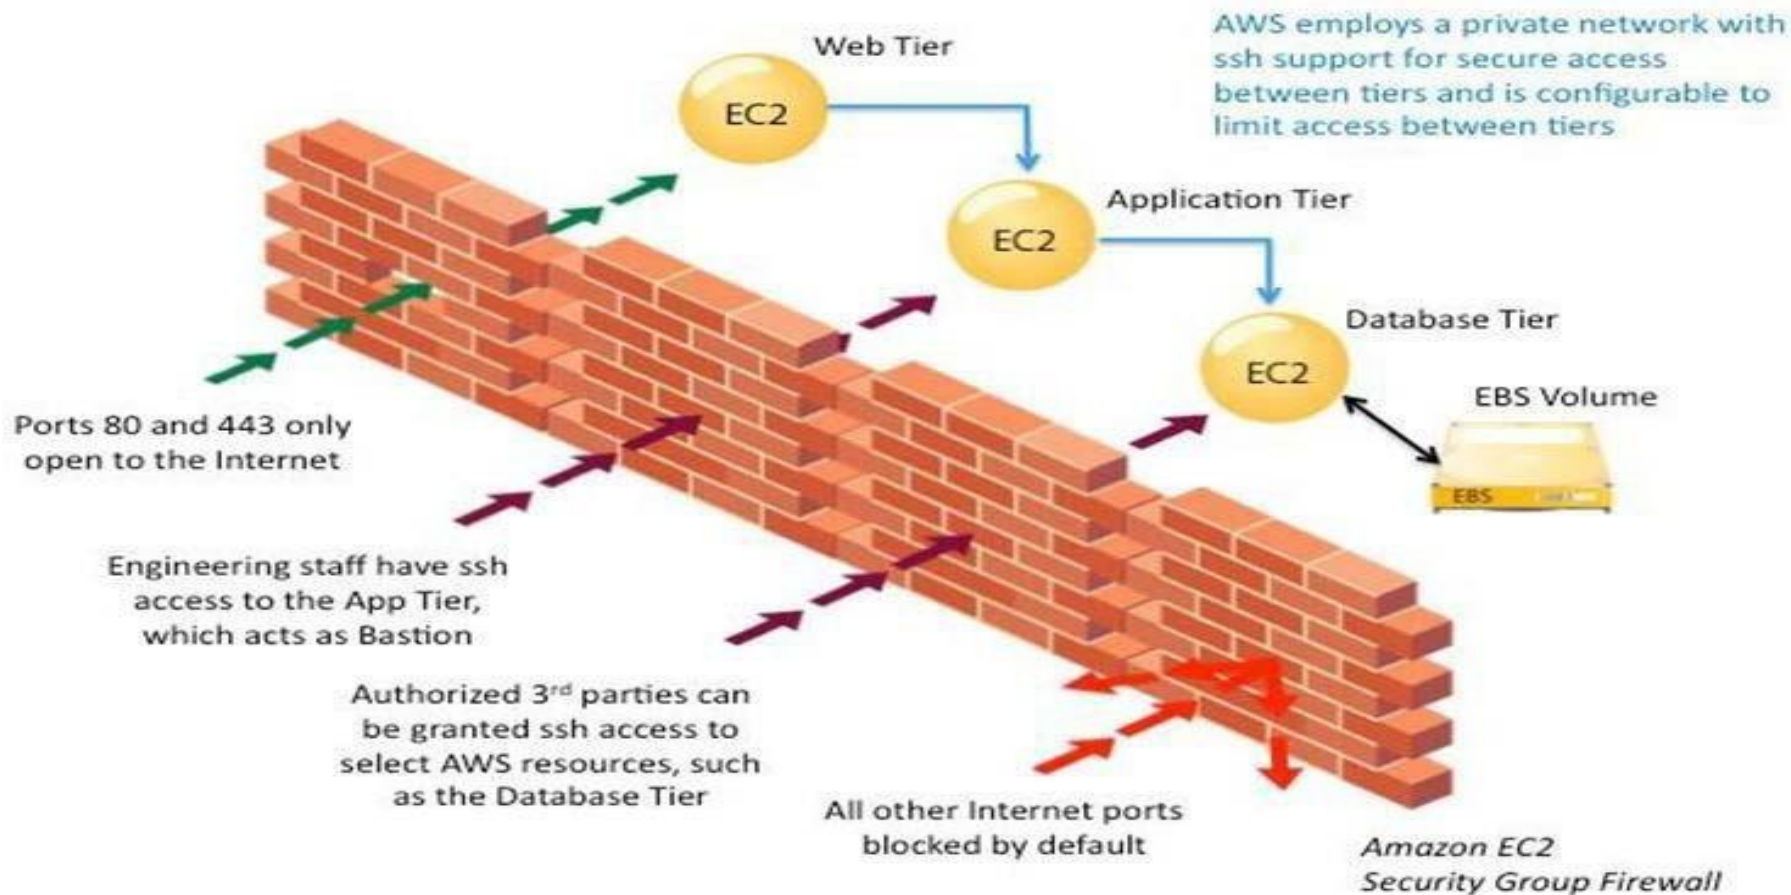 Web Tier
EC2
AWS employs a private network with
ssh support for secure access
between tiers and is configurable to
limit access between tiers
Application Tier
EC2
Database Tier
EC2
EBS Volume
EBS
Ports 80 and 443 only
open to the Internet
Engineering staff have ssh
access to the App Tier,
which acts as Bastion
Authorized 3rd parties can
be granted ssh access to
select AWS resources, such
as the Database Tier
All other Internet ports
blocked by default
Amazon EC2
Security Group Firewall